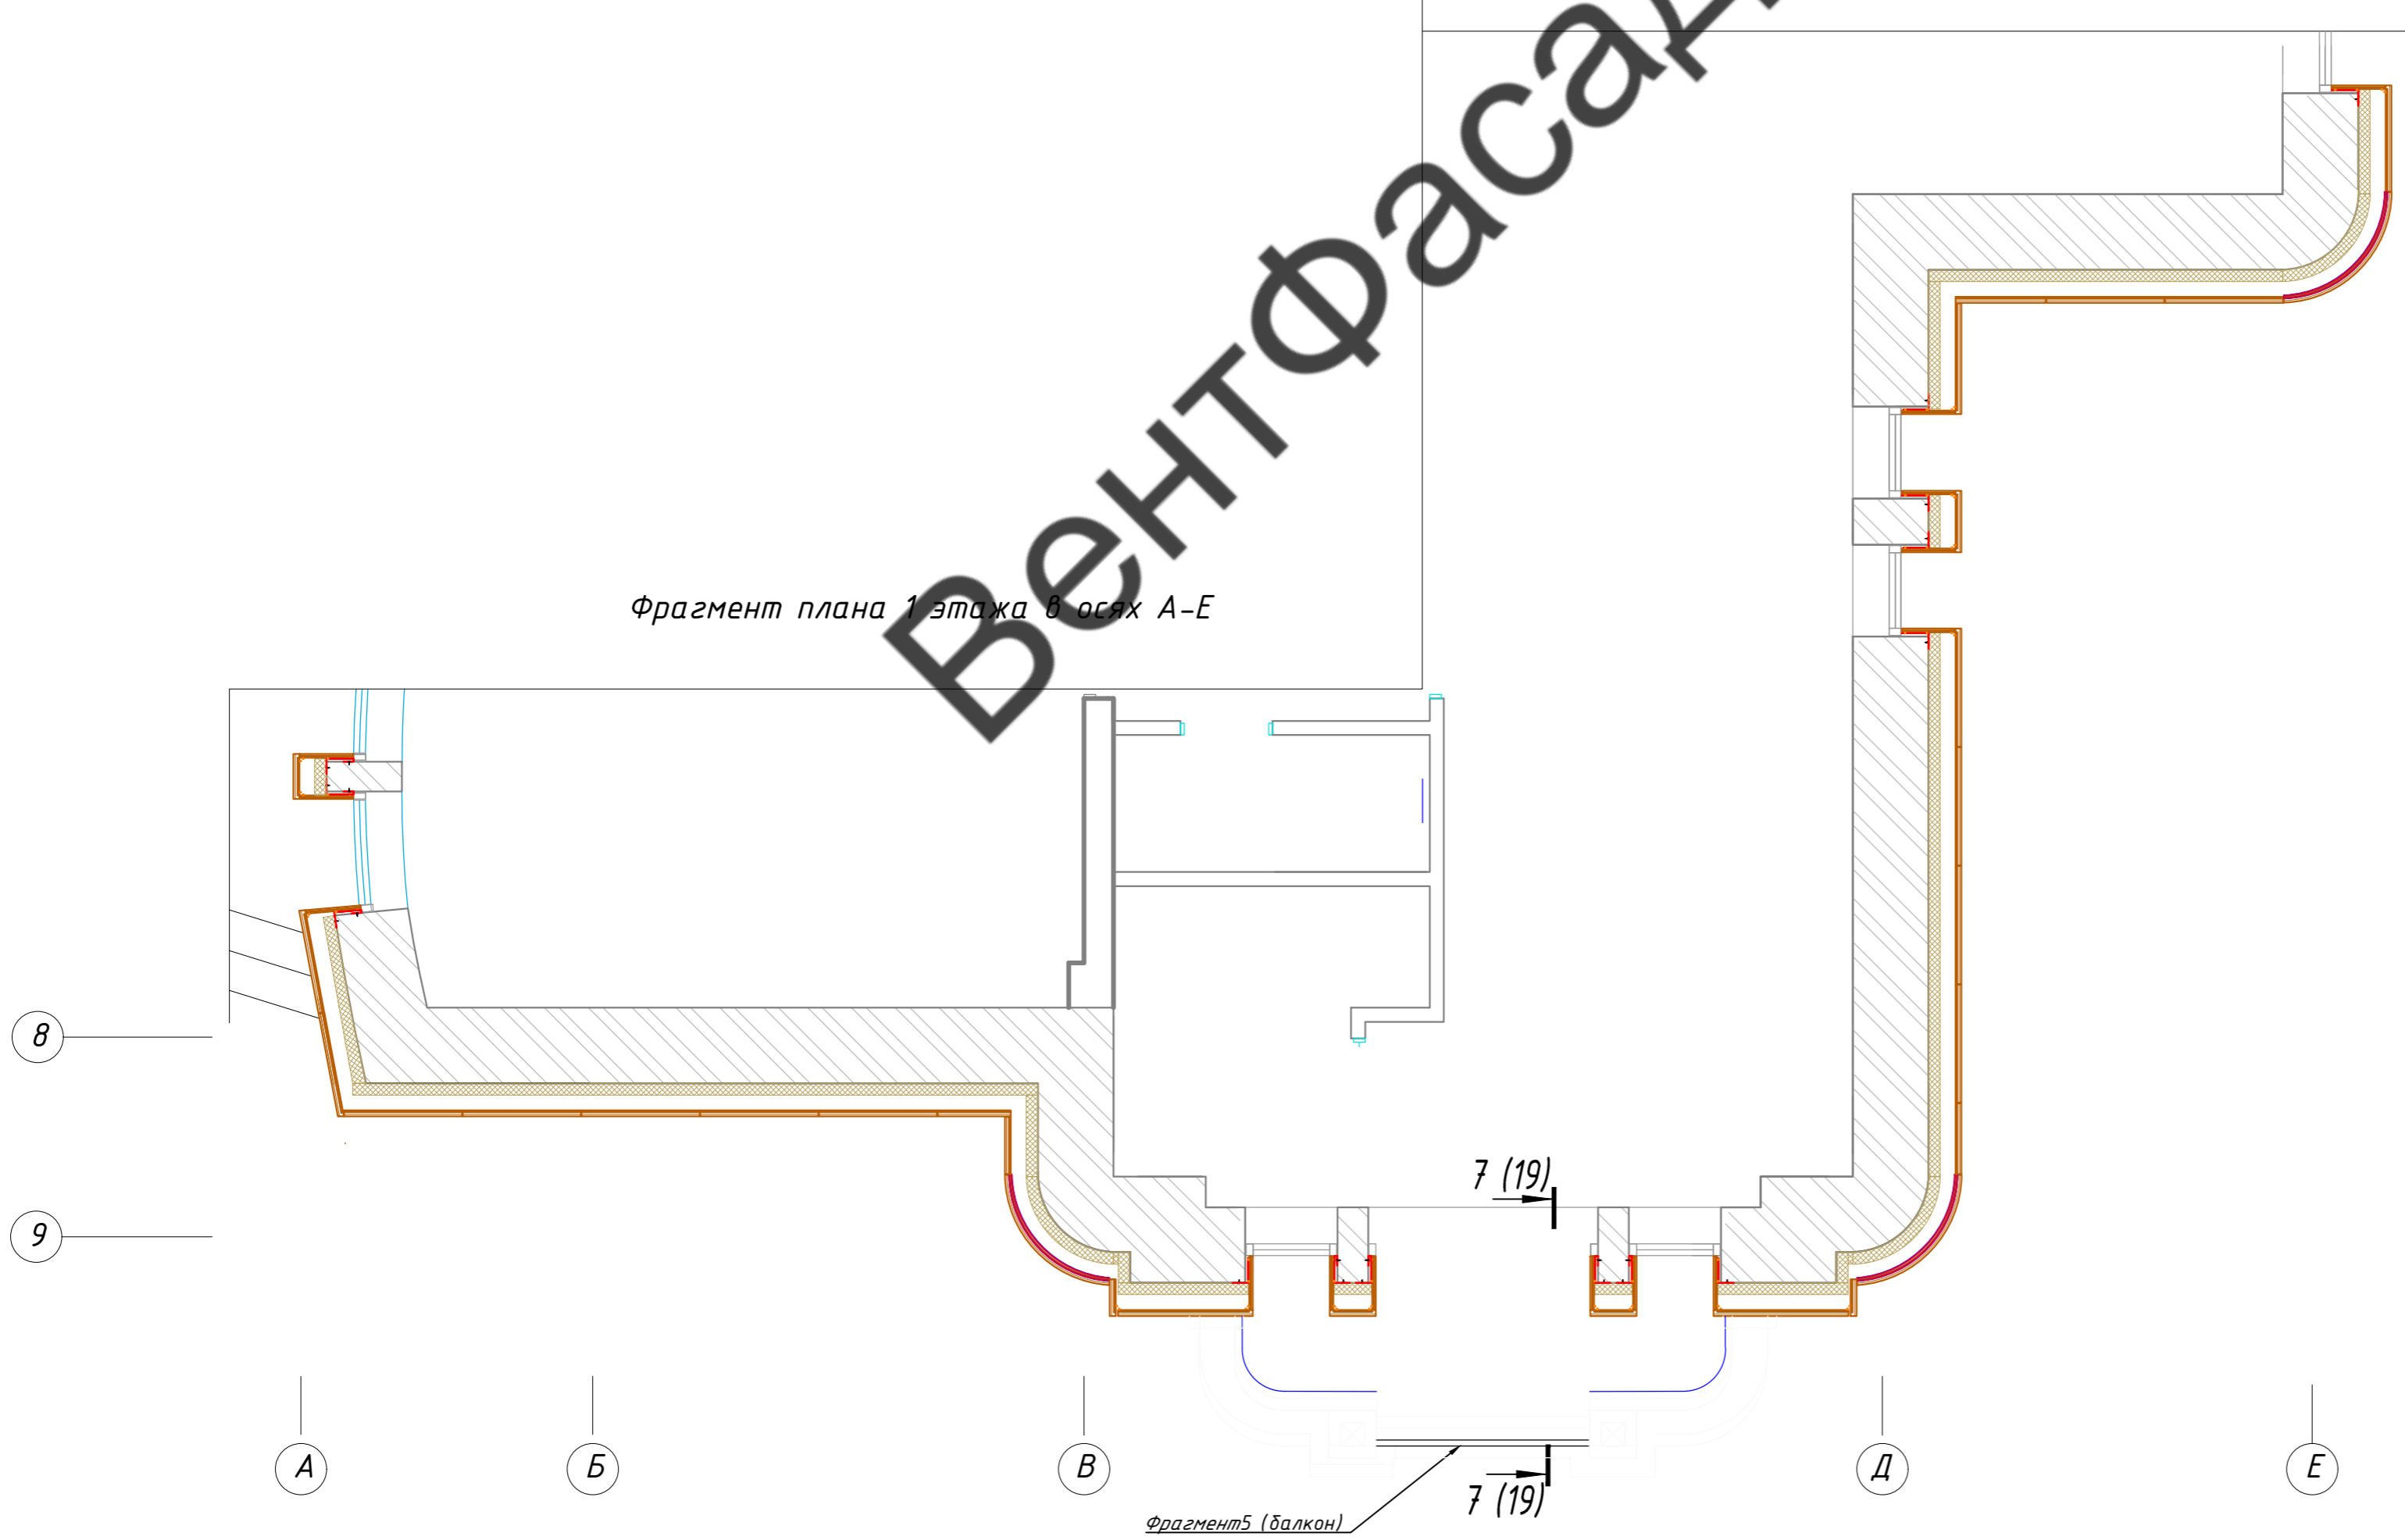 ВентФасад
Фрагмент плана 1 этажа в осях А-Е
8
7 (19)
9
А
Б
В
Д
Е
7 (19)
Фрагмент5 (балкон)